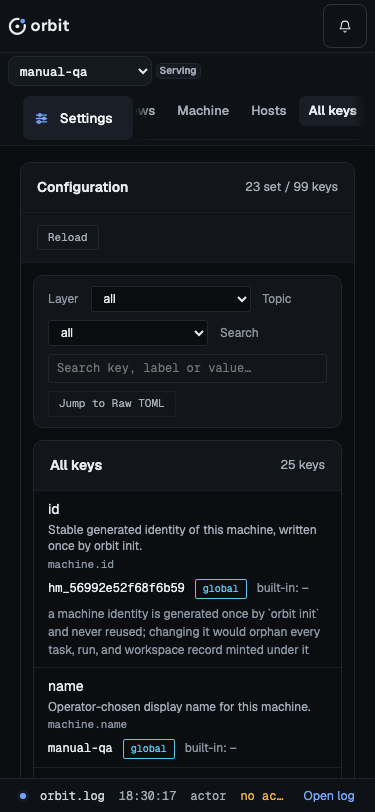 orbit
manual-qa
Serving
Settings
ws Machine Hosts All keys
Configuration 23 set / 99 keys
Reload
Layer all Topic
all Search
Search key, label or value…
Jump to Raw TOML
All keys 25 keys
id
Stable generated identity of this machine, written
once by orbit init.
machine.id
hm_56992e52f68f6b59 global built-in: –
a machine identity is generated once by `orbit init`
and never reused; changing it would orphan every
task, run, and workspace record minted under it
name
Operator-chosen display name for this machine.
machine.name
manual-qa global built-in: –
orbit.log 18:30:17 actor no ac… Open log